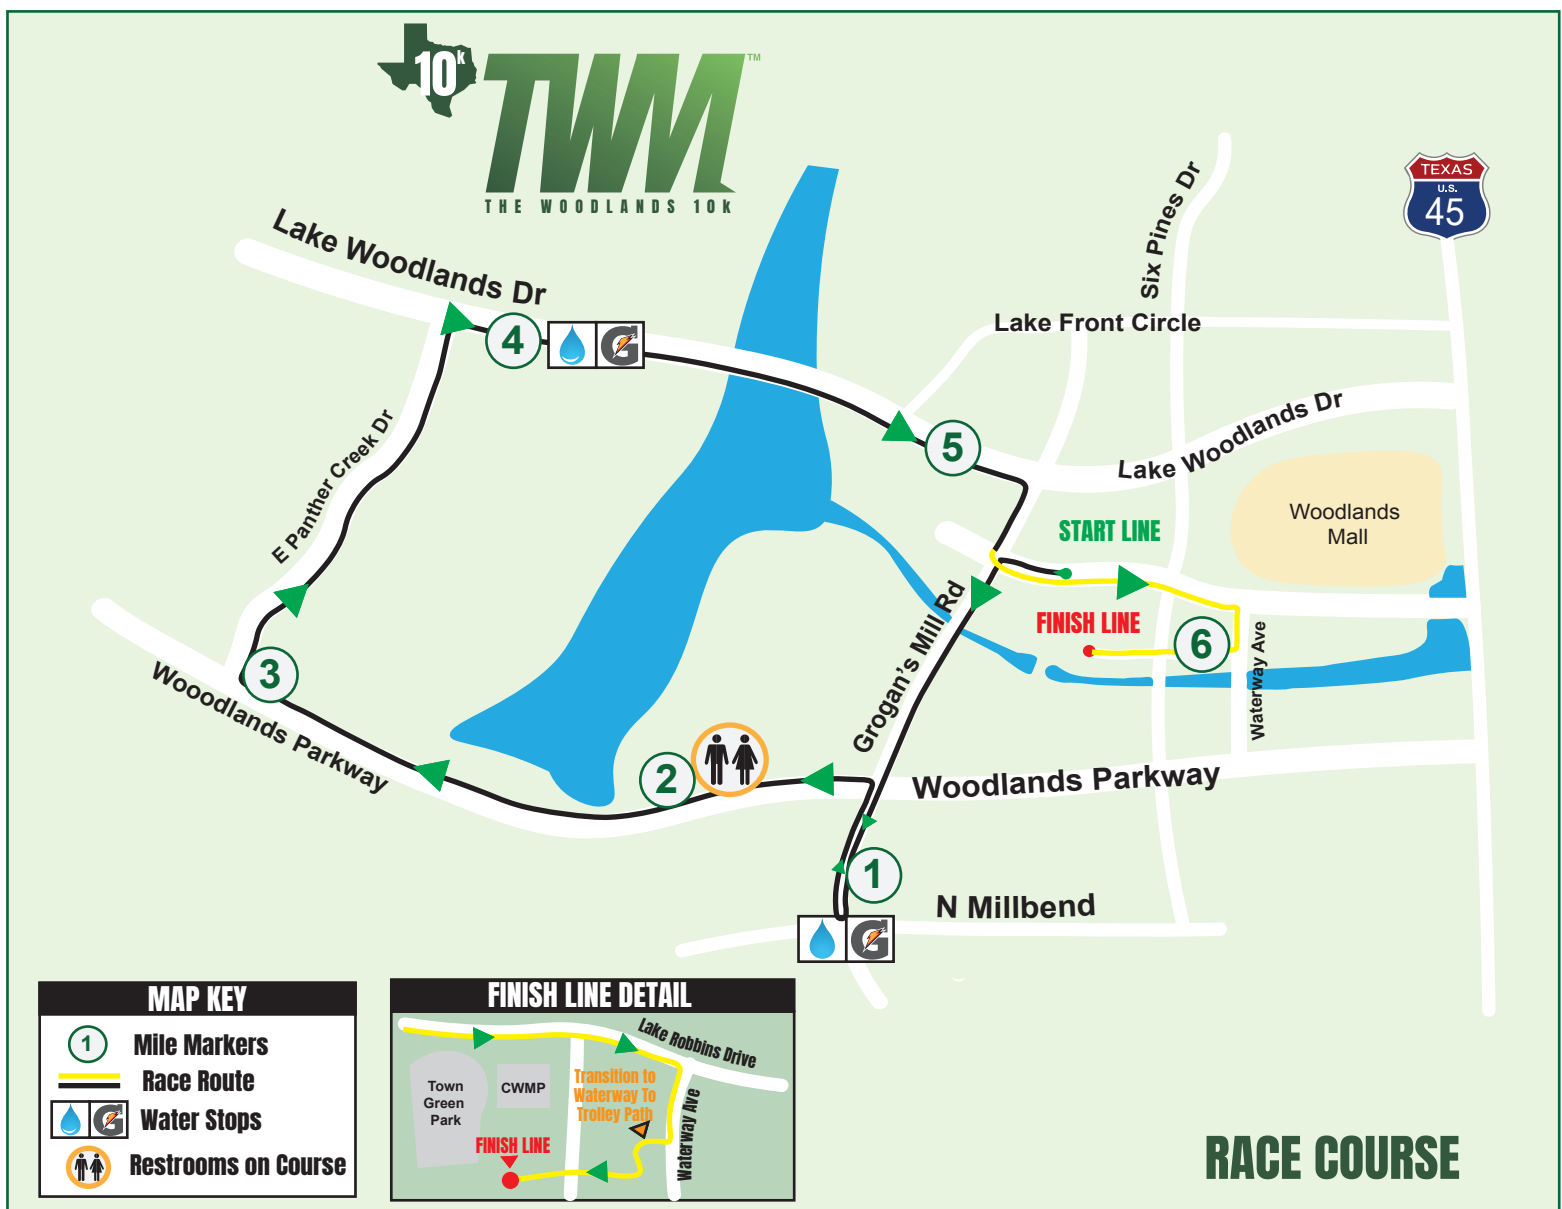 10k
TWM™
THE WOODLANDS 10k
TEXAS
U.S.
45
Lake Woodlands Dr
Six Pines Dr
Lake Front Circle
4
G
5
Lake Woodlands Dr
E Panther Creek Dr
Woodlands
Mall
START LINE
FINISH LINE
6
Grogan's Mill Rd
Waterway Ave
3
Wooodlands Parkway
2
Woodlands Parkway
1
N Millbend
G
MAP KEY
1 Mile Markers
Race Route
G Water Stops
Restrooms on Course
FINISH LINE DETAIL
Lake Robbins Drive
Town
Green
Park
CWMP
Transition to
Waterway To
Trolley Path
Waterway Ave
FINISH LINE
RACE COURSE